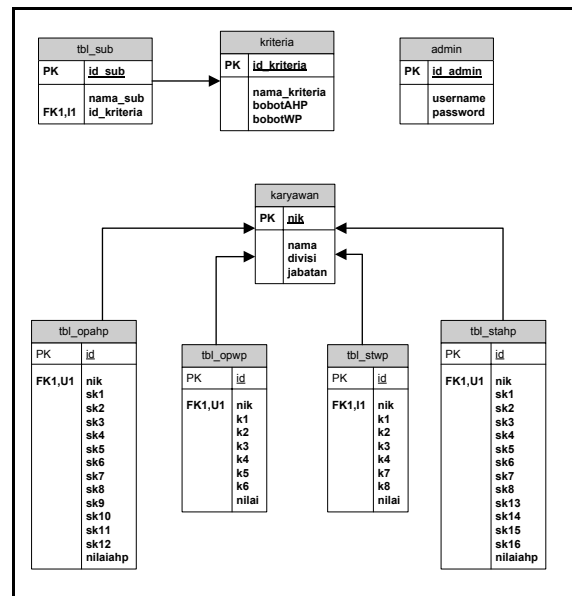 tbl_sub
PK id_sub
nama_sub
FK1,I1 id_kriteria
kriteria
PK id_kriteria
nama_kriteria
bobotAHP
bobotWP
admin
PK id_admin
username
password
karyawan
PK nik
nama
divisi
jabatan
tbl_opahp
PK id
FK1,U1 nik
sk1
sk2
sk3
sk4
sk5
sk6
sk7
sk8
sk9
sk10
sk11
sk12
nilaiahp
tbl_opwp
PK id
FK1,U1 nik
k1
k2
k3
k4
k5
k6
nilai
tbl_stwp
PK id
FK1,I1 nik
k1
k2
k3
k4
k7
k8
nilai
tbl_stahp
PK id
FK1,U1 nik
sk1
sk2
sk3
sk4
sk5
sk6
sk7
sk8
sk13
sk14
sk15
sk16
nilaiahp